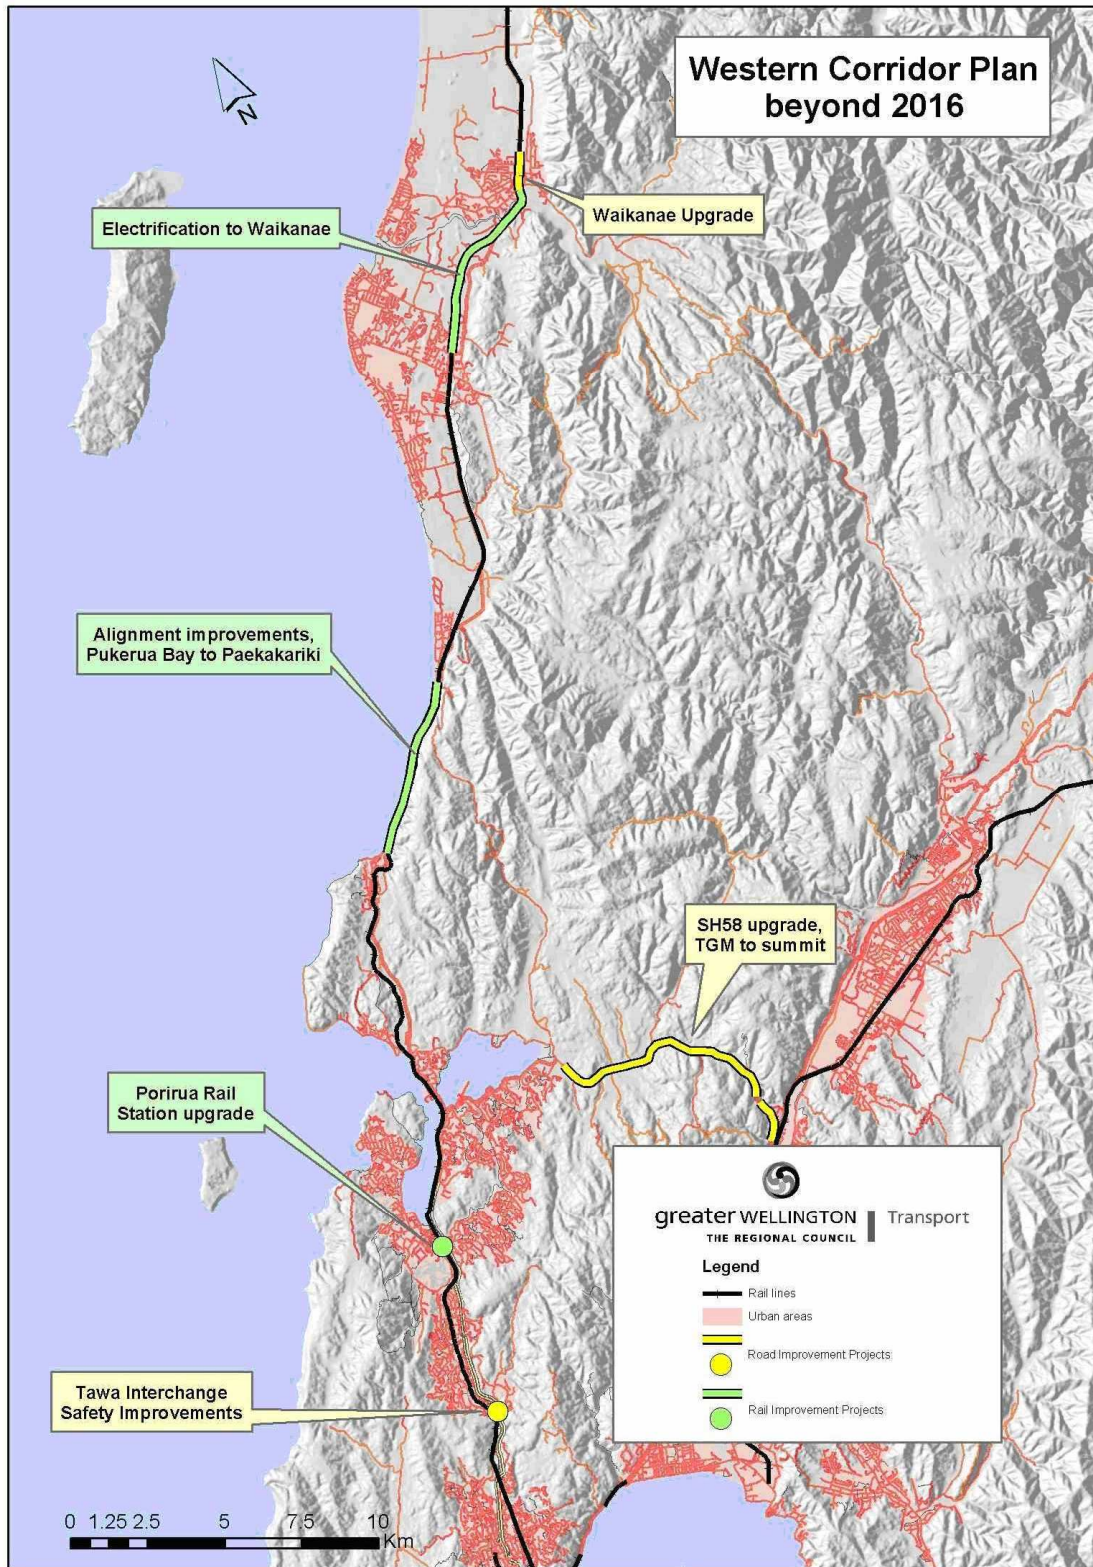 Western Corridor Plan
beyond 2016
N
Waikanae Upgrade
Electrification to Waikanae
Alignment improvements,
Pukerua Bay to Paekakariki
SH58 upgrade,
TGM to summit
Porirua Rail
Station upgrade
Tawa Interchange
Safety Improvements
greater WELLINGTON
THE REGIONAL COUNCIL
Transport
Legend
Rail lines
Urban areas
Road Improvement Projects
Rail Improvement Projects
0 1.25 2.5 5 7.5 10
Km